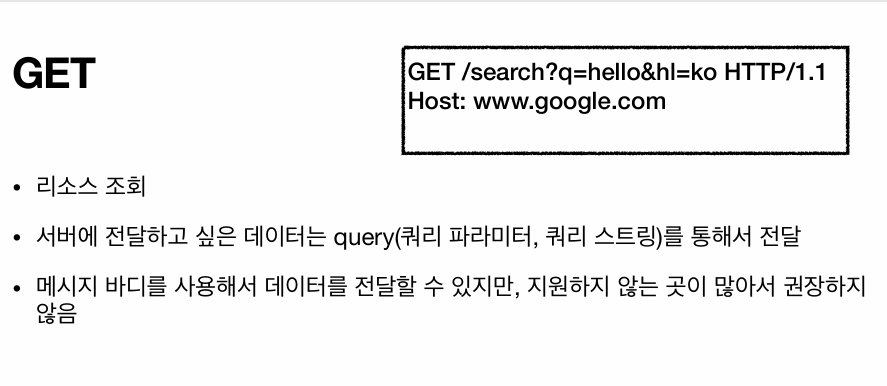 GET
GET /search?q=hello&hl=ko HTTP/1.1
Host: www.google.com
• 리소스 조회
• 서버에 전달하고 싶은 데이터는 query(쿼리 파라미터, 쿼리 스트링)를 통해서 전달
• 메시지 바디를 사용해서 데이터를 전달할 수 있지만, 지원하지 않는 곳이 많아서 권장하지
않음